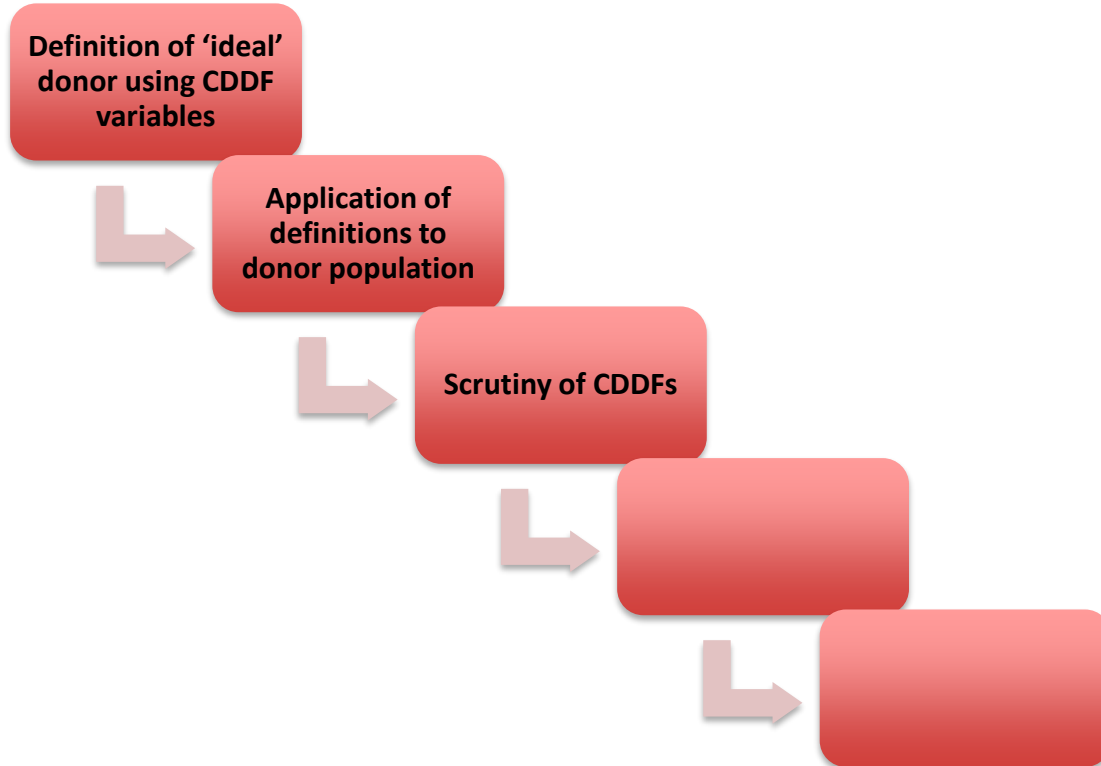 Definition of ‘ideal’
donor using CDDF
variables
Application of
definitions to
donor population
Scrutiny of CDDFs